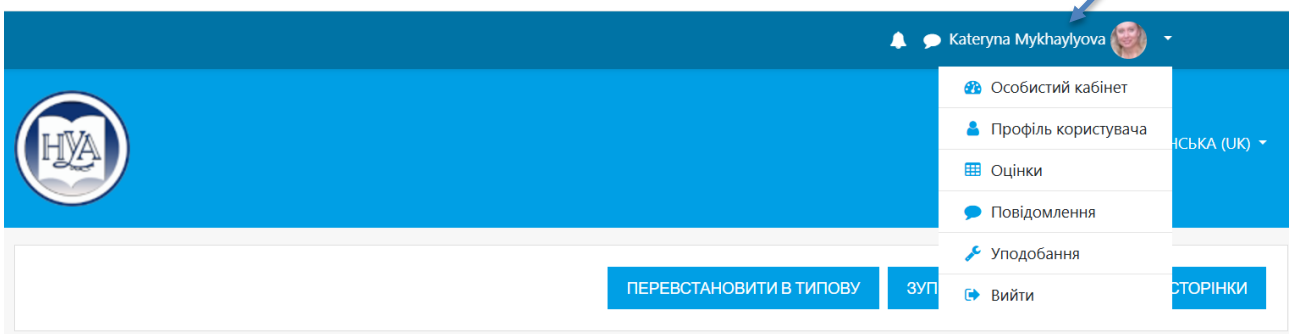 Kateryna Mykhaylyova
Особистий кабінет
Профіль користувача
НСЬКА (UK)
Оцінки
Повідомлення
Уподобання
Вийти
НУА
ПЕРЕВСТАНОВИТИ В ТИПОВУ
ЗУП
СТОРІНКИ